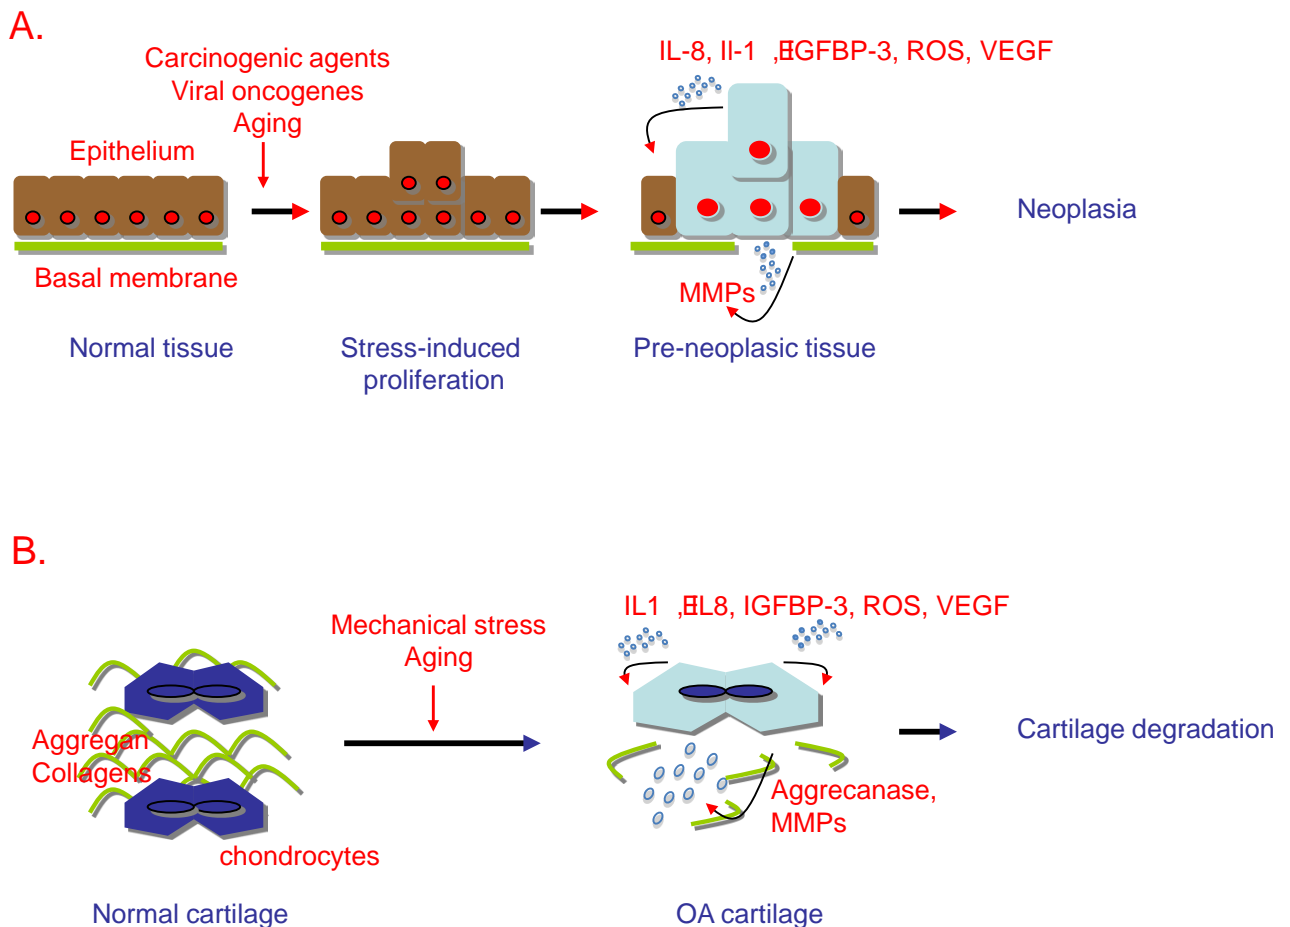 A.
Carcinogenic agents
Viral oncogenes
Aging
IL-8, Il-1 ,IGFBP-3, ROS, VEGF
Epithelium
Neoplasia
Basal membrane
MMPs
Normal tissue
Stress-induced
proliferation
Pre-neoplasic tissue
B.
IL1 ,IL8, IGFBP-3, ROS, VEGF
Mechanical stress
Aging
Aggregan
Collagens
Cartilage degradation
Aggrecanase,
MMPs
chondrocytes
Normal cartilage
OA cartilage